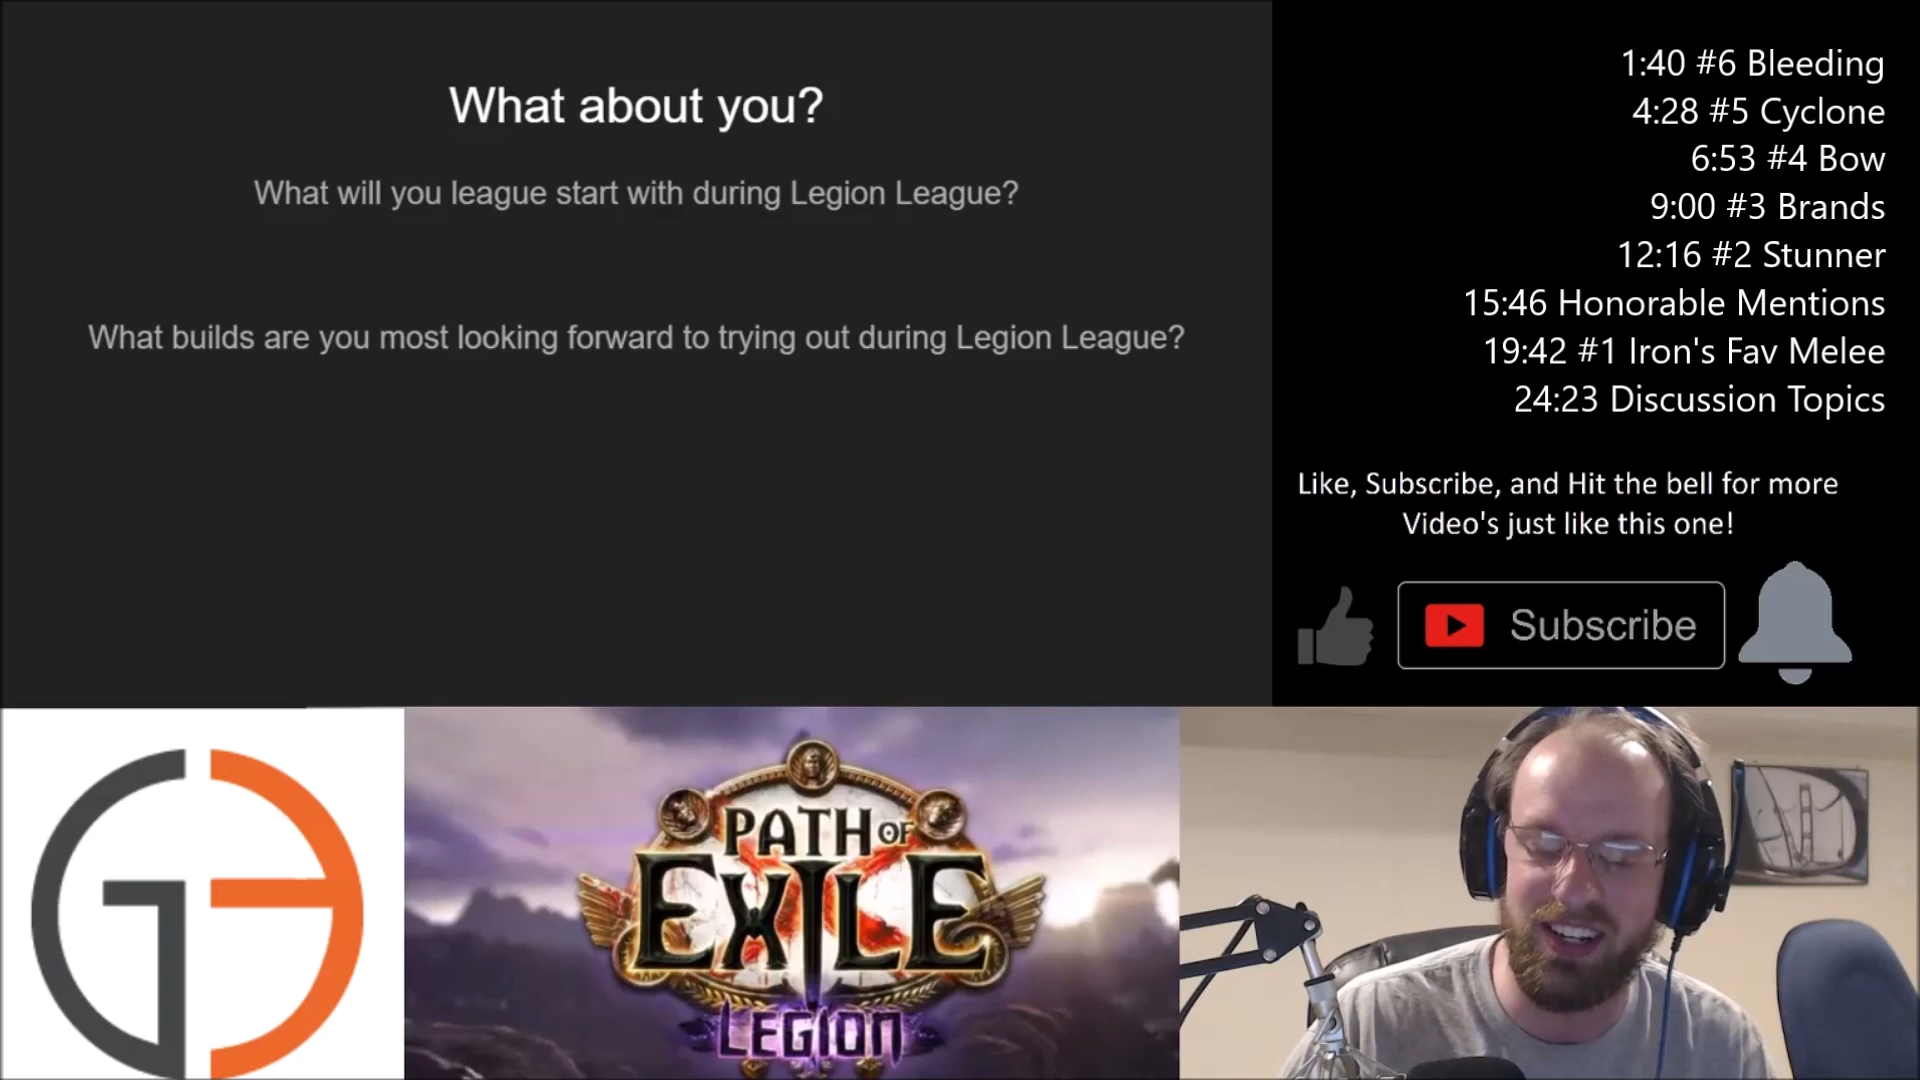 What about you?
What will you league start with during Legion League?
What builds are you most looking forward to trying out during Legion League?
1:40 #6 Bleeding
4:28 #5 Cyclone
6:53 #4 Bow
9:00 #3 Brands
12:16 #2 Stunner
15:46 Honorable Mentions
19:42 #1 Iron's Fav Melee
24:23 Discussion Topics
Like, Subscribe, and Hit the bell for more
Video's just like this one!
Subscribe
PATH OF
EXILE
LEGION